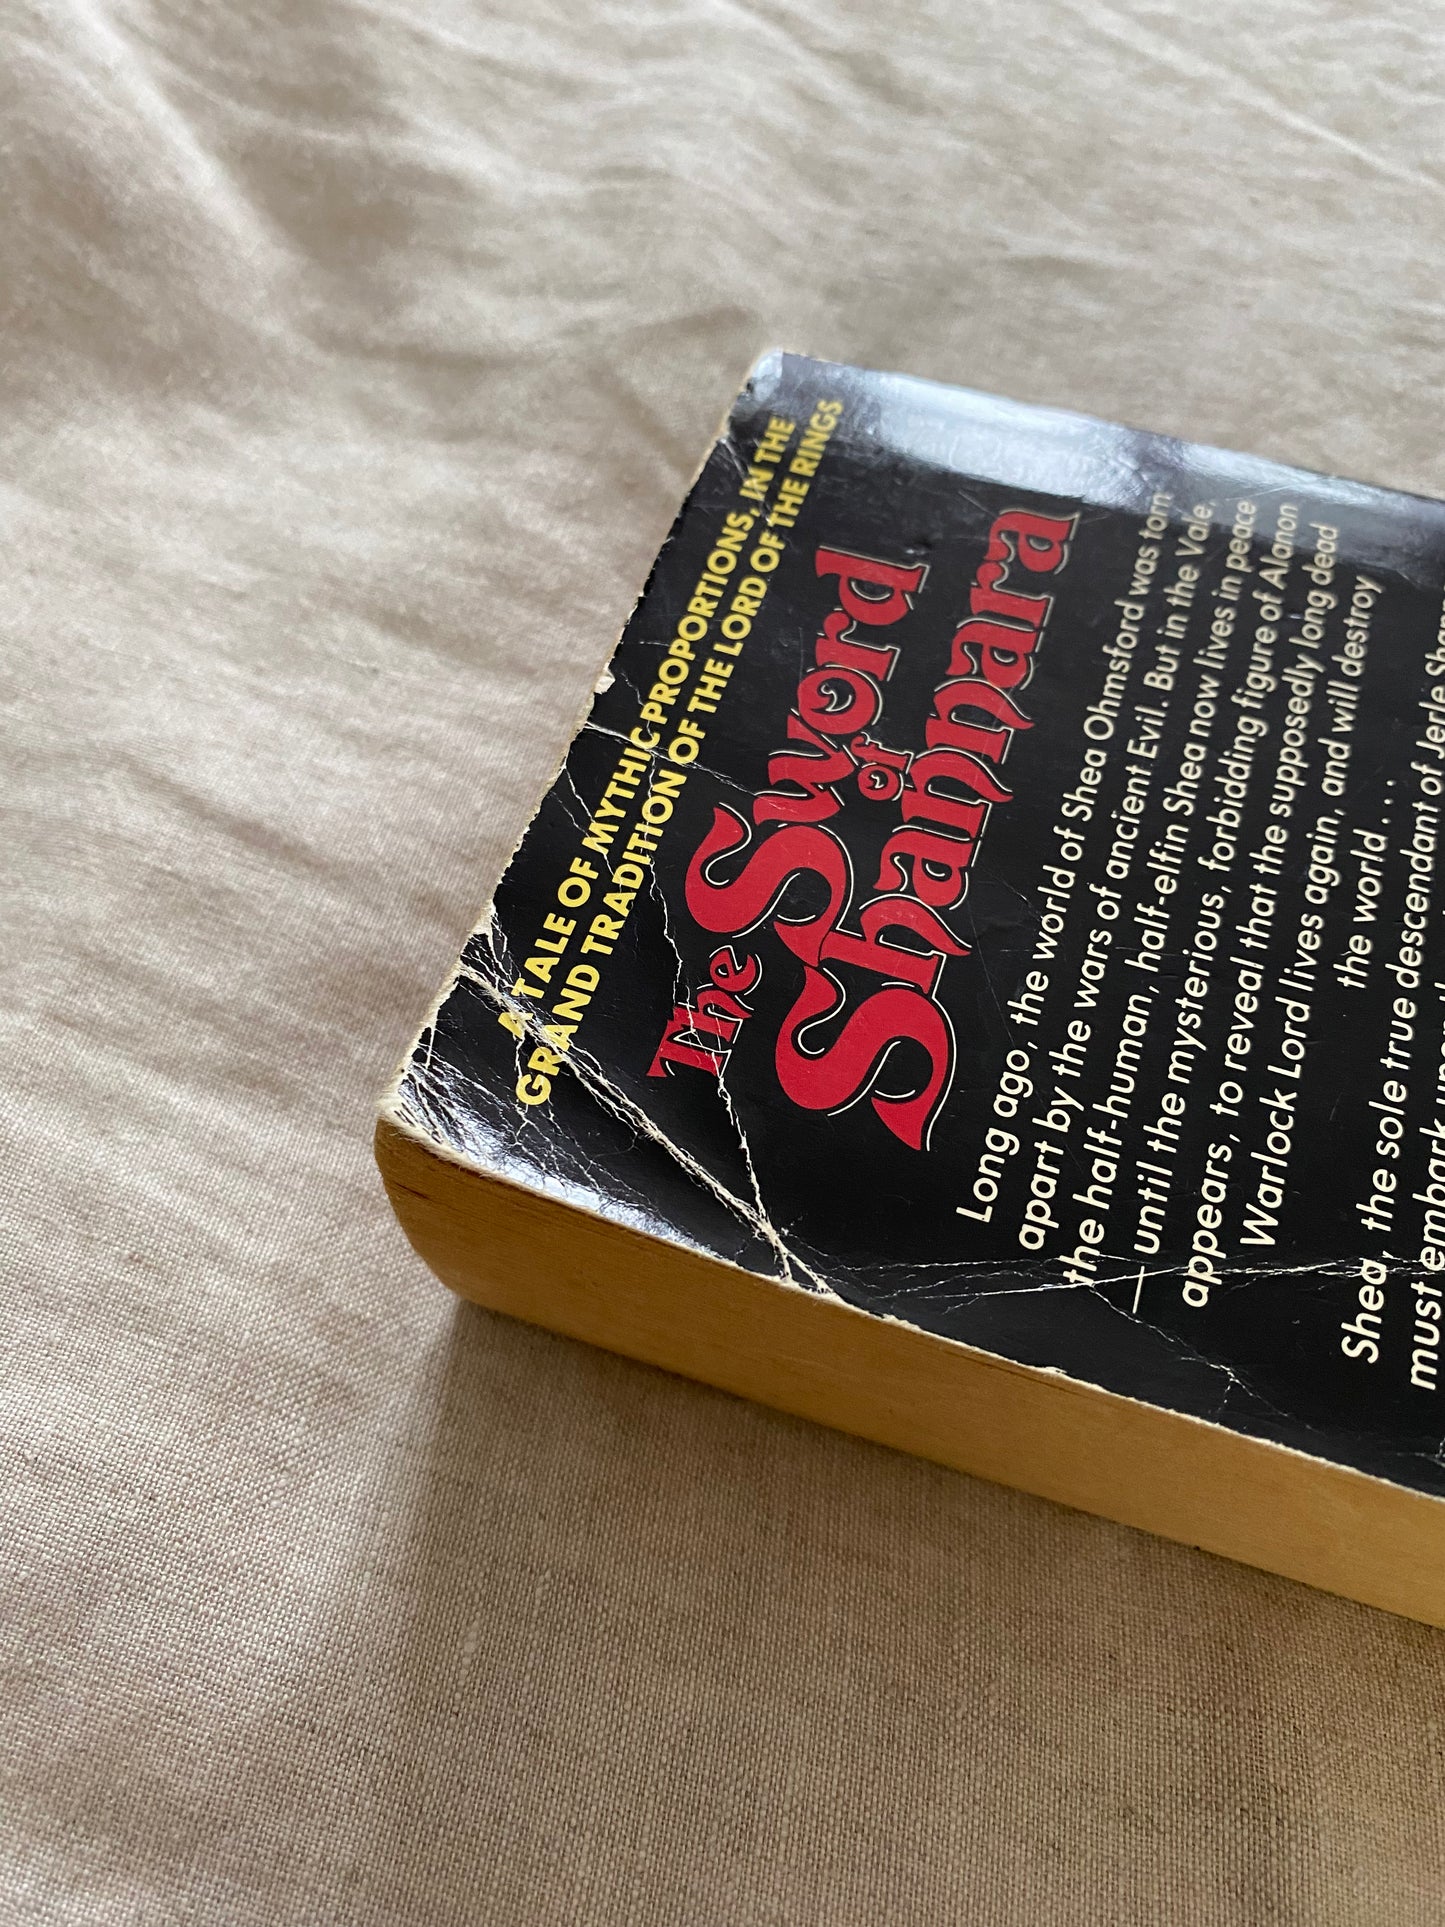 A TALE OF MYTHIC PROPORTIONS, IN THE
GRAND TRADITION OF THE LORD OF THE RINGS
The Sword
of
Shannara
Long ago, the world of Shea Ohmsford was torn
apart by the wars of ancient Evil. But in the Vale,
the half-human, half-elfin Shea now lives in peace
— until the mysterious, forbidding figure of Alanon
appears, to reveal that the supposedly long dead
Warlock Lord lives again, and will destroy
the world . . .
Shea, the sole true descendant of Jerle
must embark upon